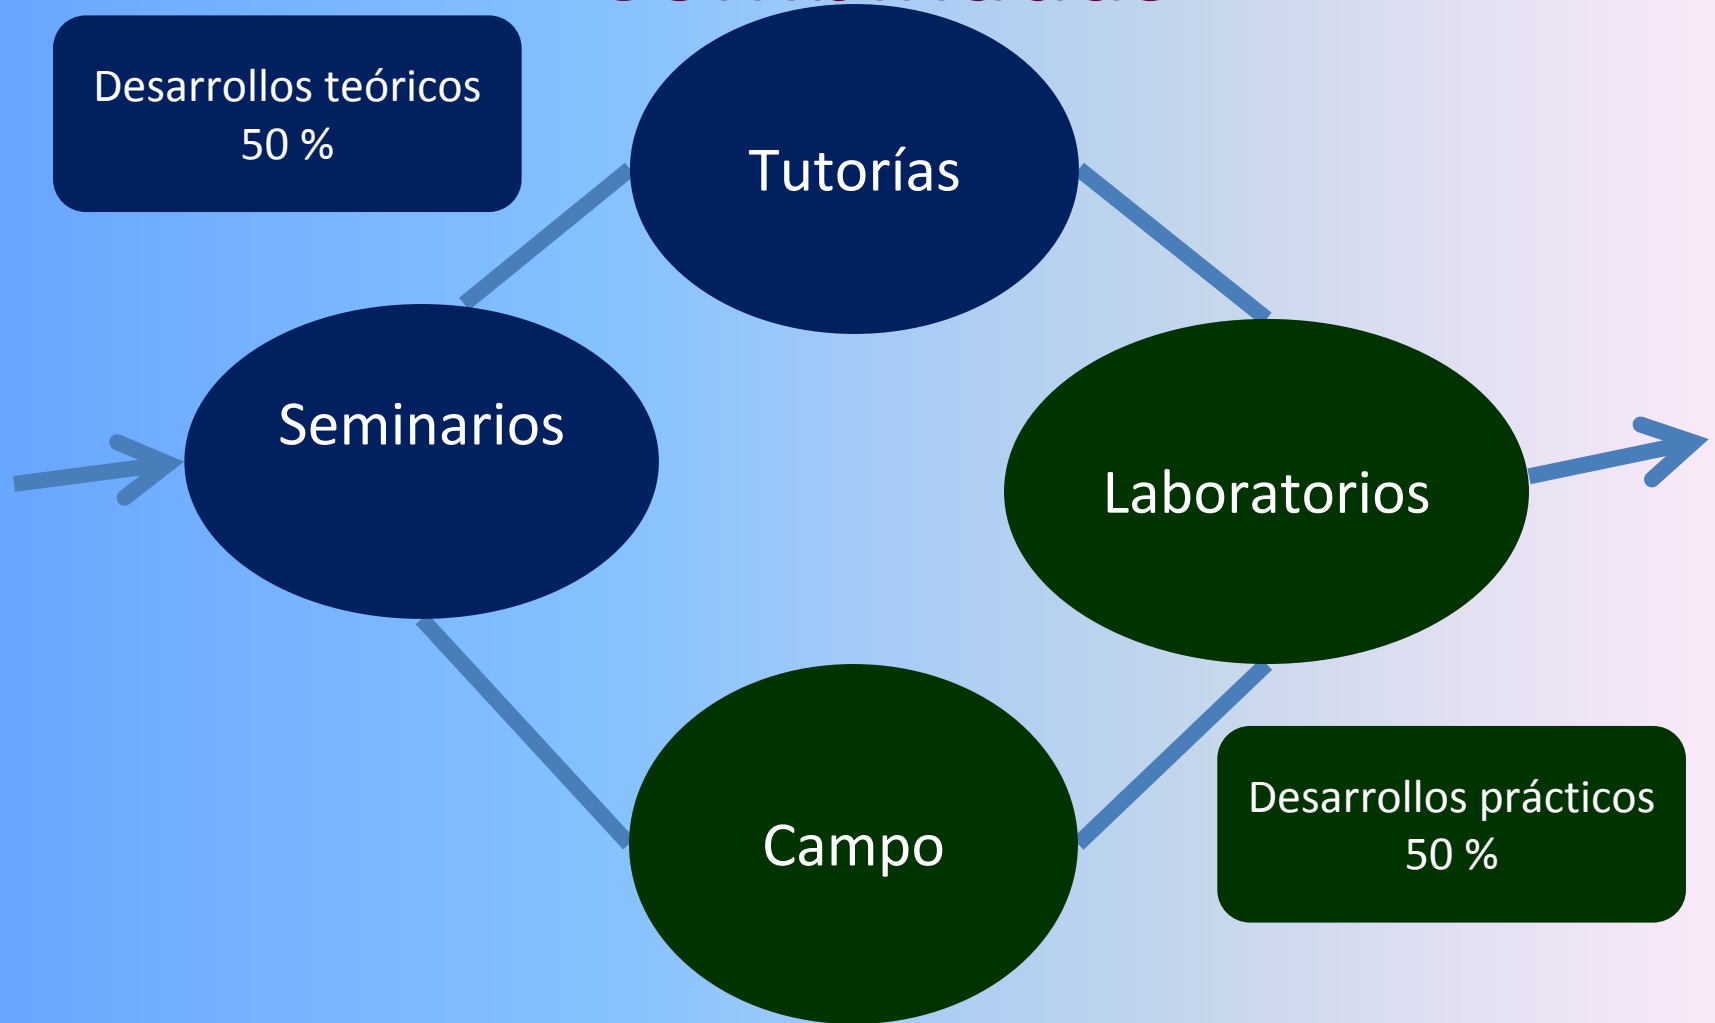 Desarrollos teóricos
50 %
Tutorías
Seminarios
Laboratorios
Campo
Desarrollos prácticos
50 %